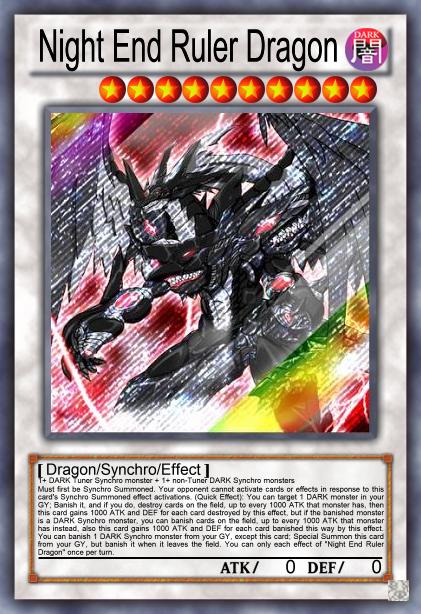 Night End Ruler Dragon
DARK
闇
[ Dragon/Synchro/Effect ]
1+ DARK Tuner Synchro monster + 1+ non-Tuner DARK Synchro monsters
Must first be Synchro Summoned. Your opponent cannot activate cards or effects in response to this
card's Synchro Summoned effect activations. (Quick Effect): You can target 1 DARK monster in your
GY; Banish it, and if you do, destroy cards on the field, up to every 1000 ATK that monster has, then
this card gains 1000 ATK and DEF for each card destroyed by this effect, but if the banished monster
is a DARK Synchro monster, you can banish cards on the field, up to every 1000 ATK that monster
has instead, also this card gains 1000 ATK and DEF for each card banished this way by this effect.
You can banish 1 DARK Synchro monster from your GY, except this card; Special Summon this card
from your GY, but banish it when it leaves the field. You can only each effect of "Night End Ruler
Dragon" once per turn.
ATK/ 0 DEF/ 0